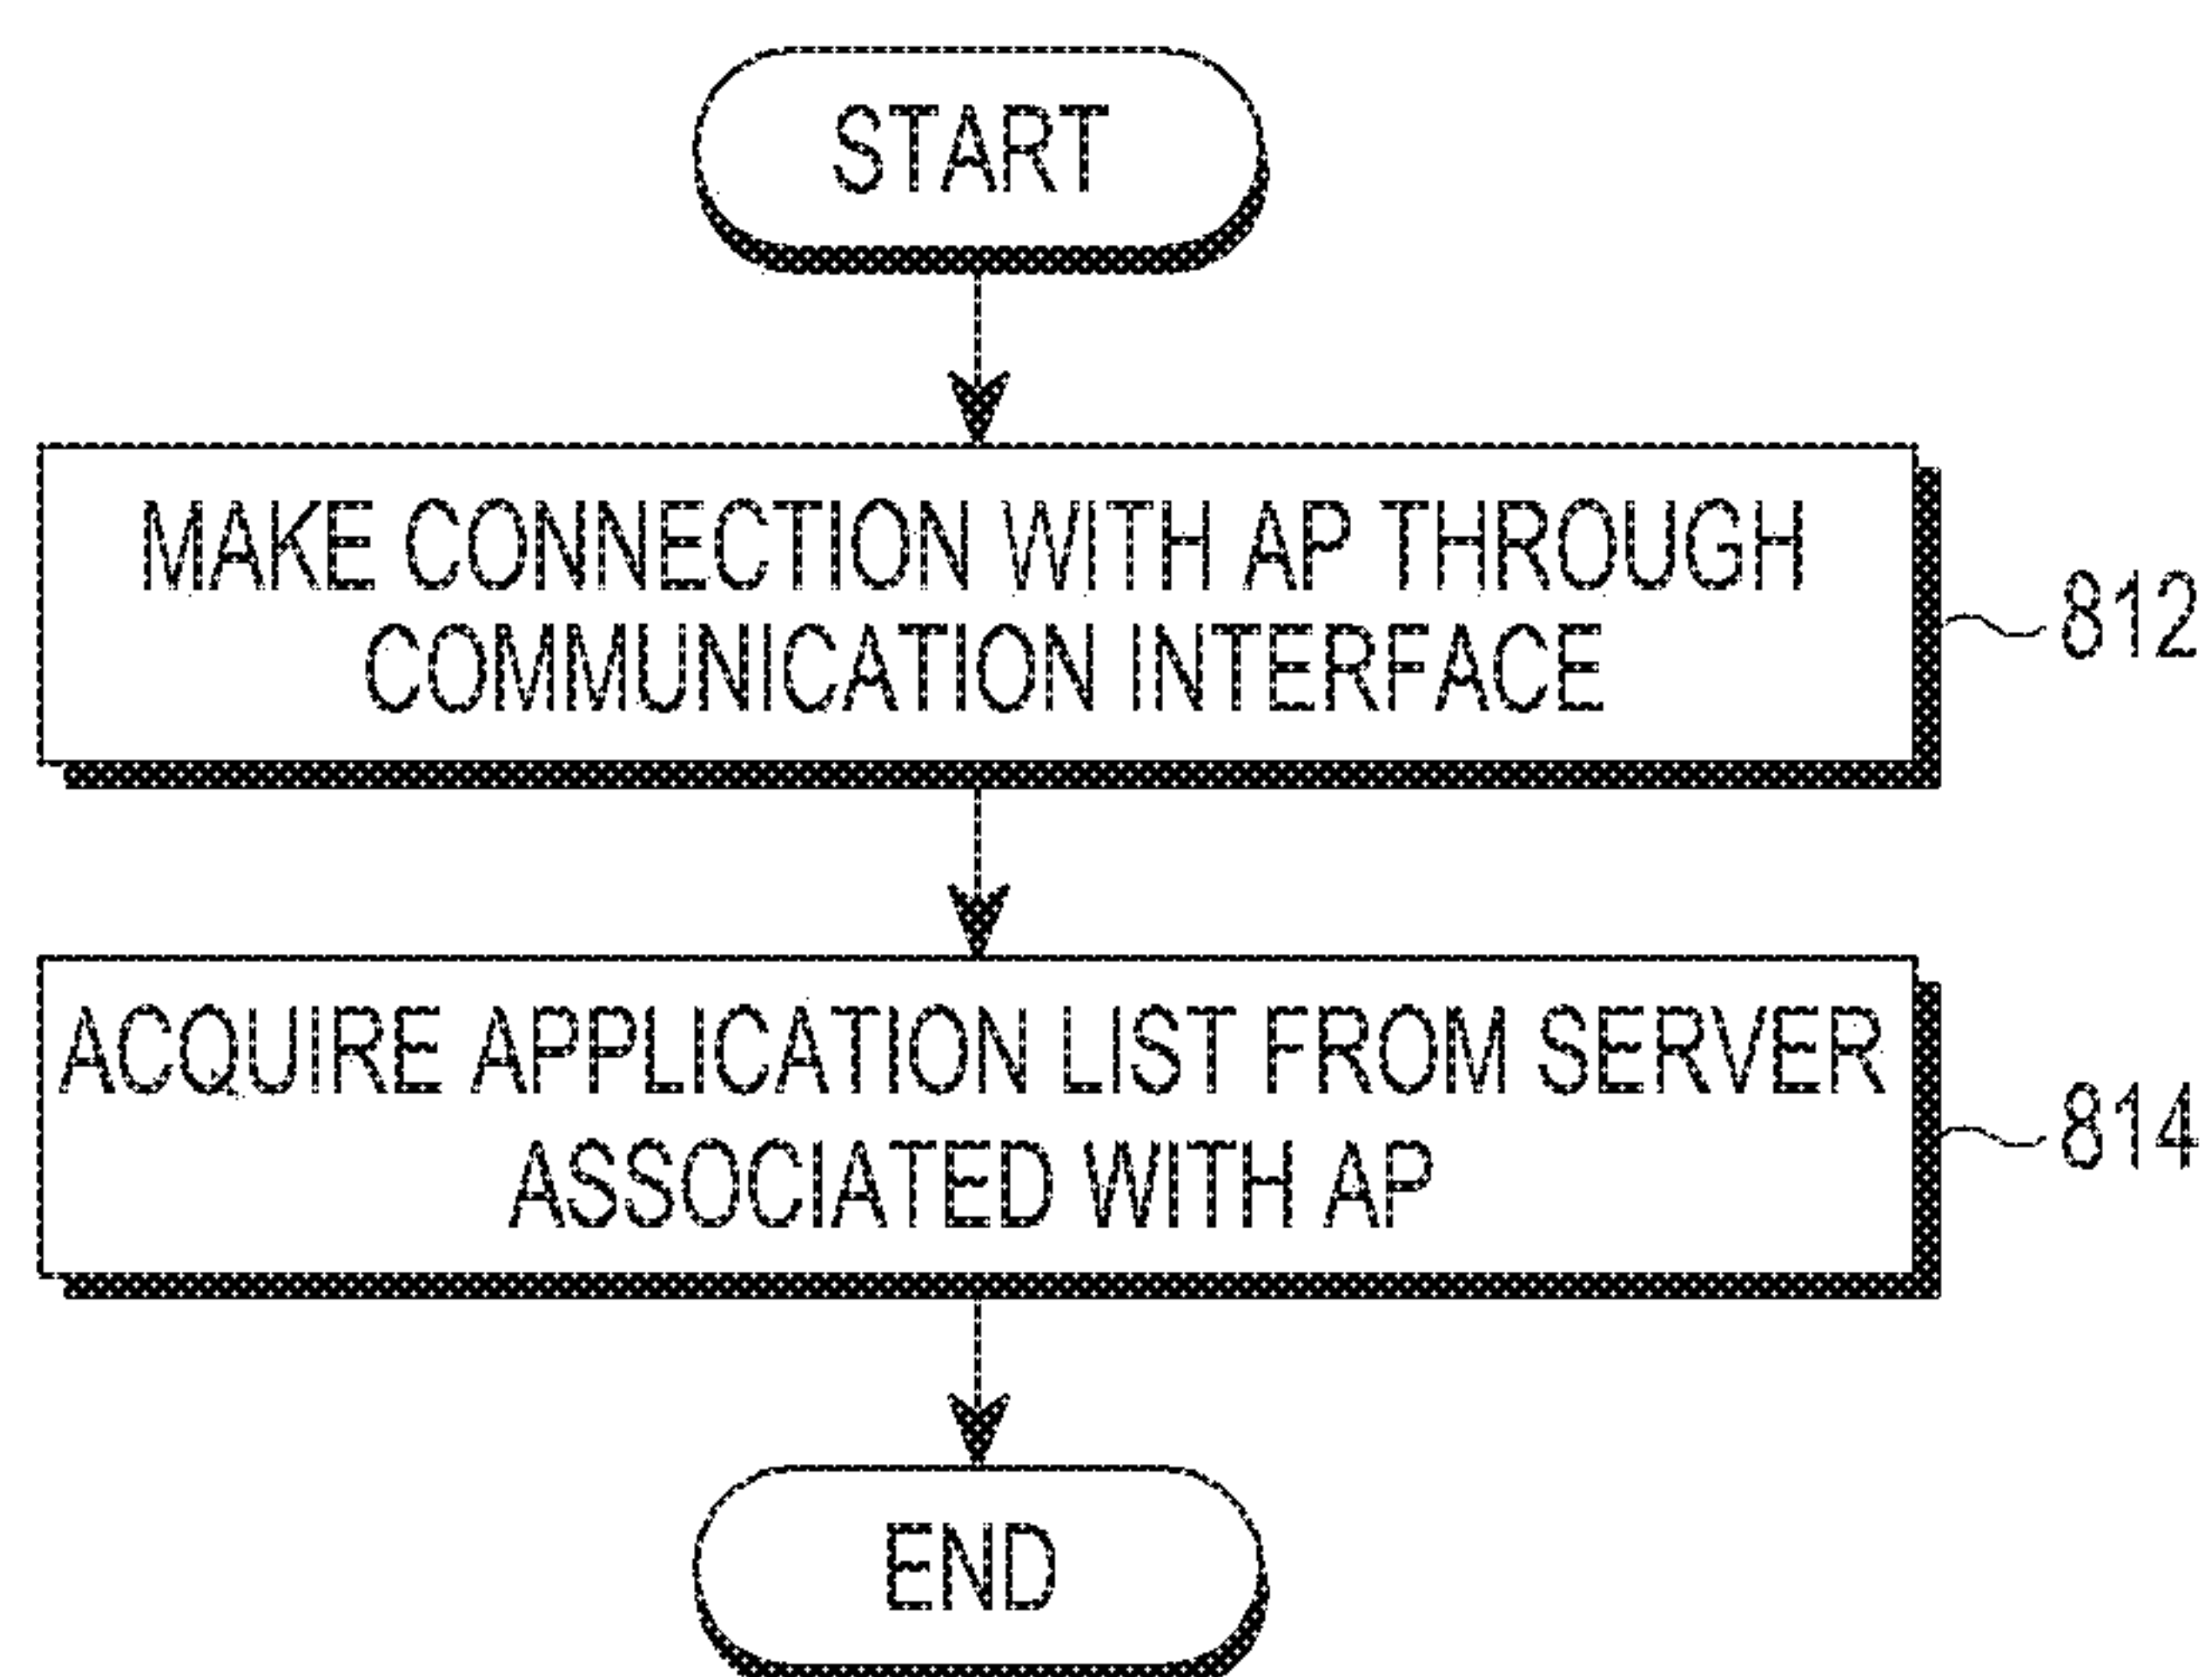 START
MAKE CONNECTION WITH AP THROUGH
COMMUNICATION INTERFACE
812
ACQUIRE APPLICATION LIST FROM SERVER
ASSOCIATED WITH AP
814
END